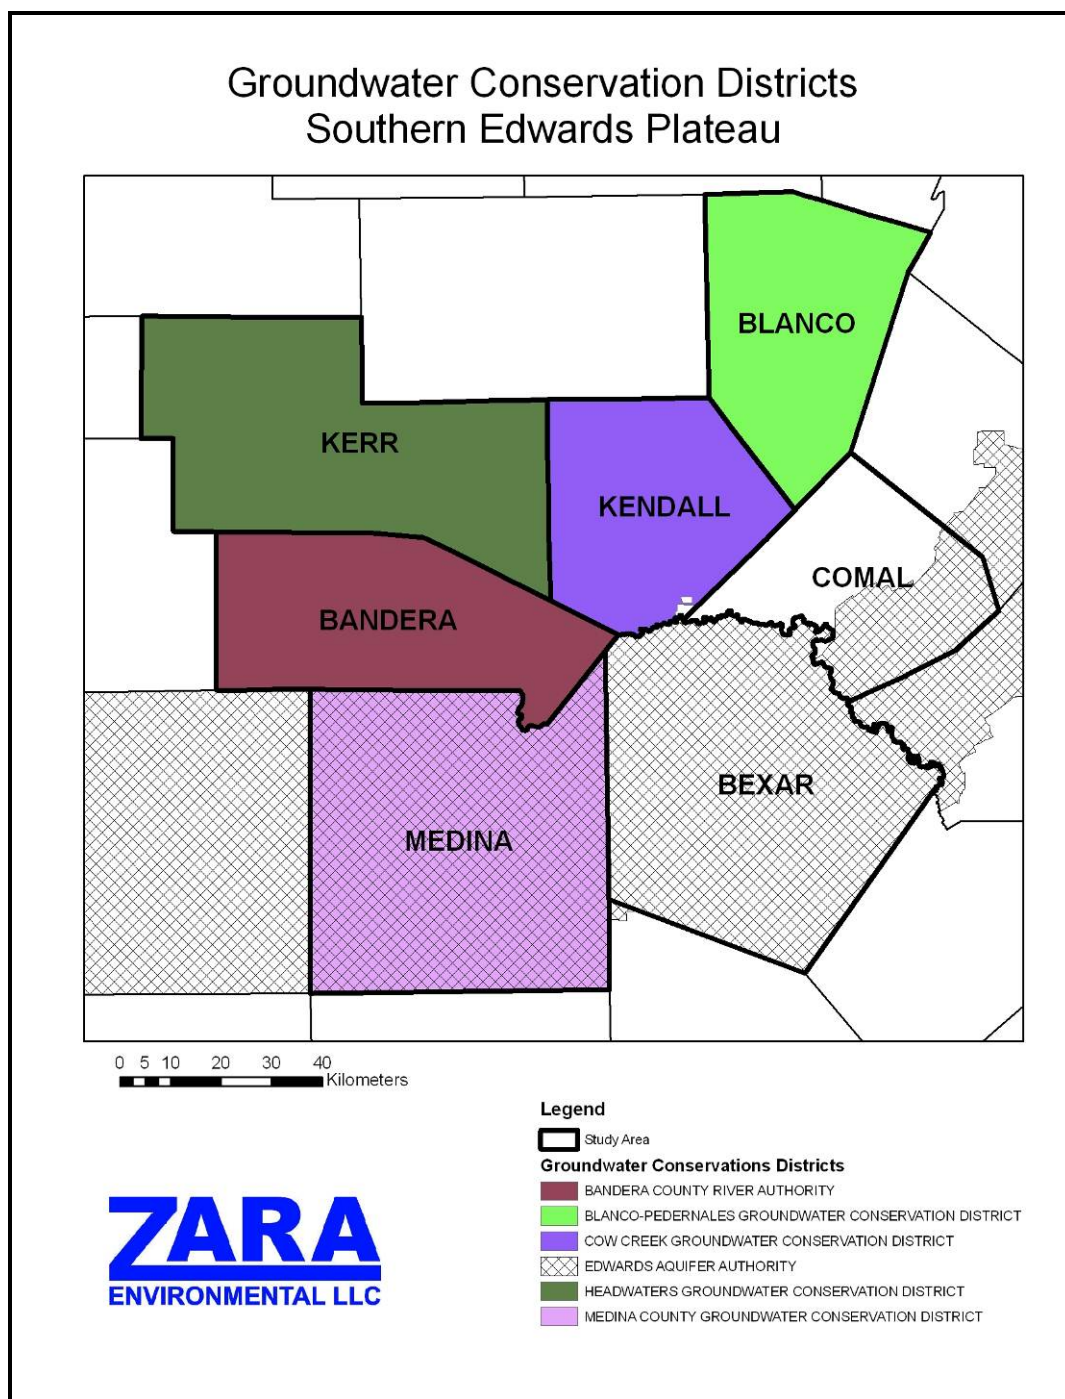 Groundwater Conservation Districts
Southern Edwards Plateau
BLANCO
KERR
KENDALL
COMAL
BANDERA
BEXAR
MEDINA
0 5 10 20 30 40
Kilometers
Legend
Study Area
Groundwater Conservations Districts
BANDERA COUNTY RIVER AUTHORITY
BLANCO-PEDERNALES GROUNDWATER CONSERVATION DISTRICT
COW CREEK GROUNDWATER CONSERVATION DISTRICT
EDWARDS AQUIFER AUTHORITY
HEADWATERS GROUNDWATER CONSERVATION DISTRICT
MEDINA COUNTY GROUNDWATER CONSERVATION DISTRICT
ZARA
ENVIRONMENTAL LLC